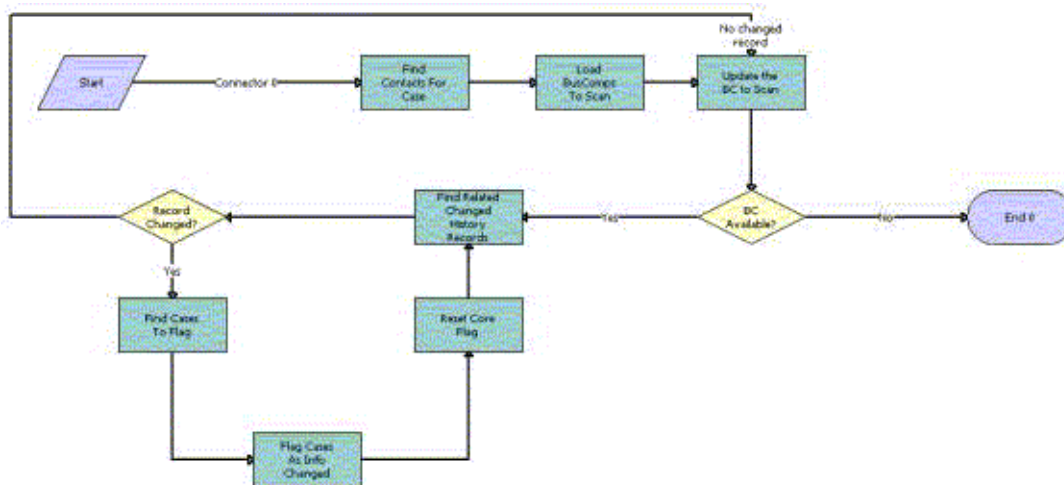 No changed
record
Start
Connector 0
Find
Contacts For
Case
Load
BusComps
To Scan
Update the
BC to Scan
Record
Changed?
Find Related
Changed
History
Records
Yes
BC
Available?
No
End 0
Yes
Find Cases
To Flag
Reset Core
Flag
Flag Cases
As Info
Changed